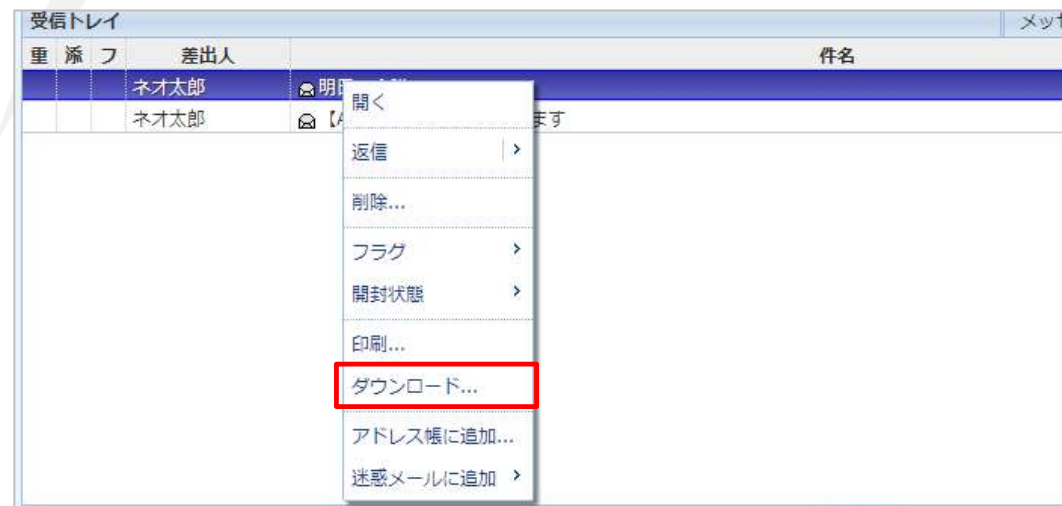 受信トレイ メッ
重 添 フ 差出人 件名
ネオ太郎 明
ネオ太郎 【 ます
開く
返信
削除...
フラグ
開封状態
印刷...
ダウンロード...
アドレス帳に追加...
迷惑メールに追加